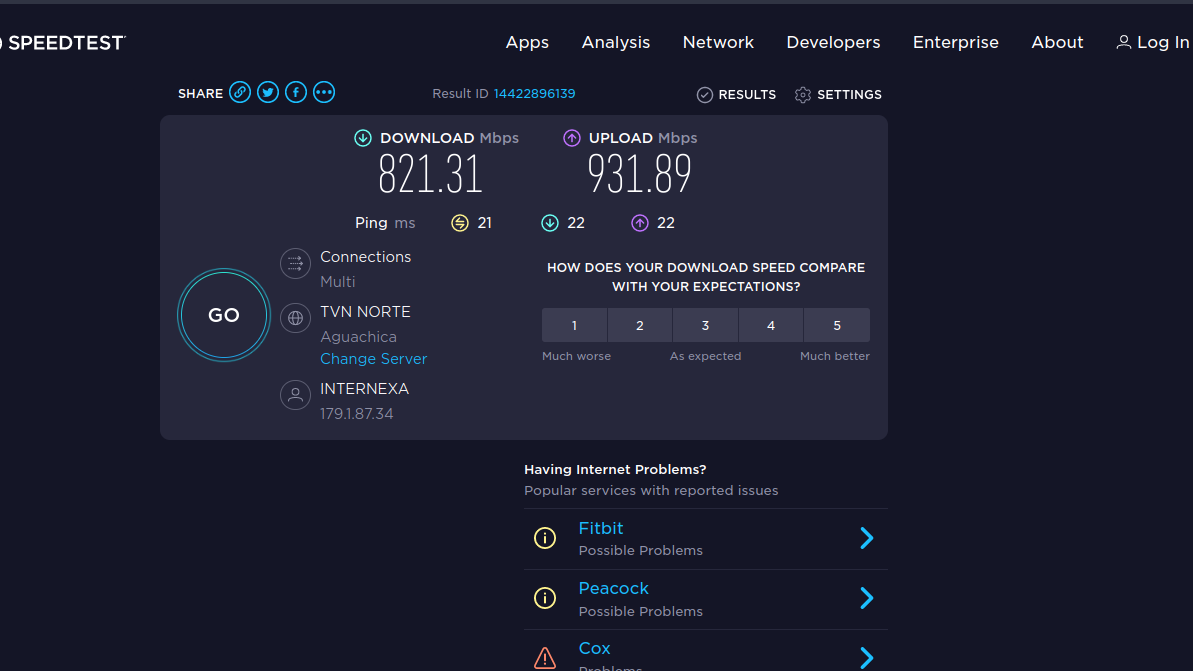 SPEEDTEST
Apps Analysis Network Developers Enterprise About Log In
SHARE Result ID 14422896139 RESULTS SETTINGS
DOWNLOAD Mbps UPLOAD Mbps
821.31 931.89
Ping ms 21 22 22
Connections
Multi
TVN NORTE
Aguachica
Change Server
INTERNEXA
179.1.87.34
GO
HOW DOES YOUR DOWNLOAD SPEED COMPARE
WITH YOUR EXPECTATIONS?
1 2 3 4 5
Much worse As expected Much better
Having Internet Problems?
Popular services with reported issues
Fitbit
Possible Problems
Peacock
Possible Problems
Cox
Problems